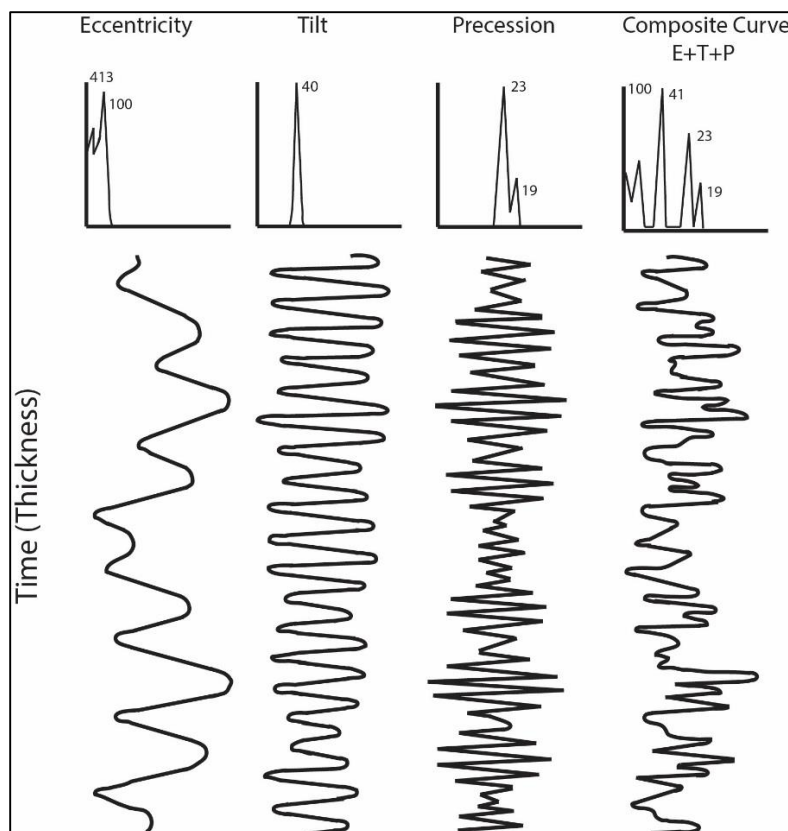 Eccentricity
Tilt
Precession
Composite Curve
E+T+P
413
100
40
23
19
100
41
23
19
Time (Thickness)